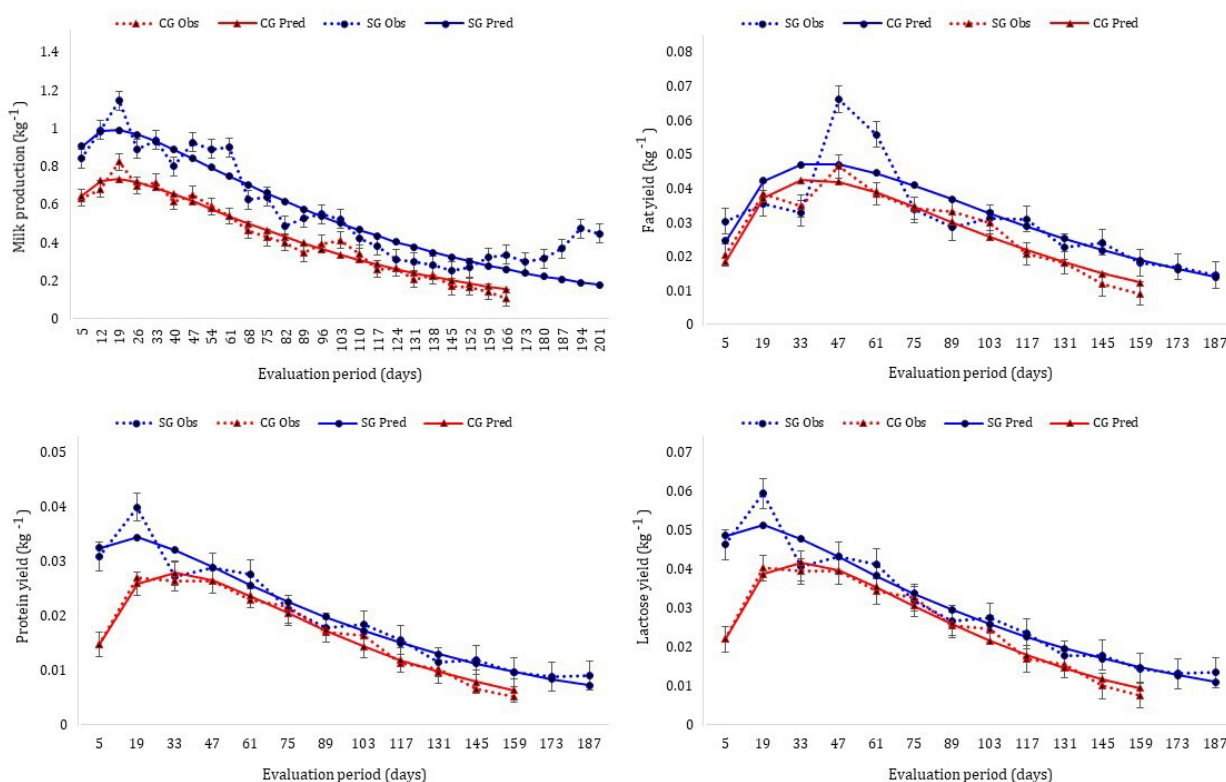 CG Obs CG Pred SG Obs SG Pred
Milk production (kg⁻¹)
1.4
1.2
1
0.8
0.6
0.4
0.2
0
5 12 19 26 33 40 47 54 61 68 75 82 89 96 103 110 117 124 131 138 145 152 159 166 173 180 187 194 201
Evaluation period (days)
SG Obs CG Pred SG Obs CG Pred
Fat yield (kg⁻¹)
0.08
0.07
0.06
0.05
0.04
0.03
0.02
0.01
0
5 19 33 47 61 75 89 103 117 131 145 159 173 187
Evaluation period (days)
SG Obs CG Obs SG Pred CG Pred
Protein yield (kg⁻¹)
0.05
0.04
0.03
0.02
0.01
0
5 19 33 47 61 75 89 103 117 131 145 159 173 187
Evaluation period (days)
SG Obs CG Obs SG Pred CG Pred
Lactose yield (kg⁻¹)
0.07
0.06
0.05
0.04
0.03
0.02
0.01
0
5 19 33 47 61 75 89 103 117 131 145 159 173 187
Evaluation period (days)